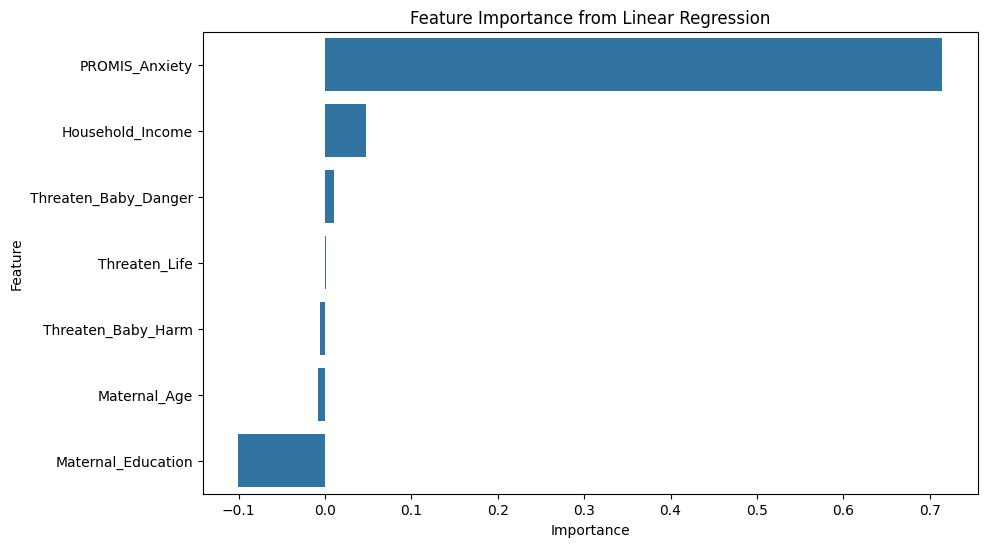 Feature Importance from Linear Regression
PROMIS_Anxiety
Household_Income
Threaten_Baby_Danger
Threaten_Life
Threaten_Baby_Harm
Maternal_Age
Maternal_Education
Feature
−0.1 0.0 0.1 0.2 0.3 0.4 0.5 0.6 0.7
Importance